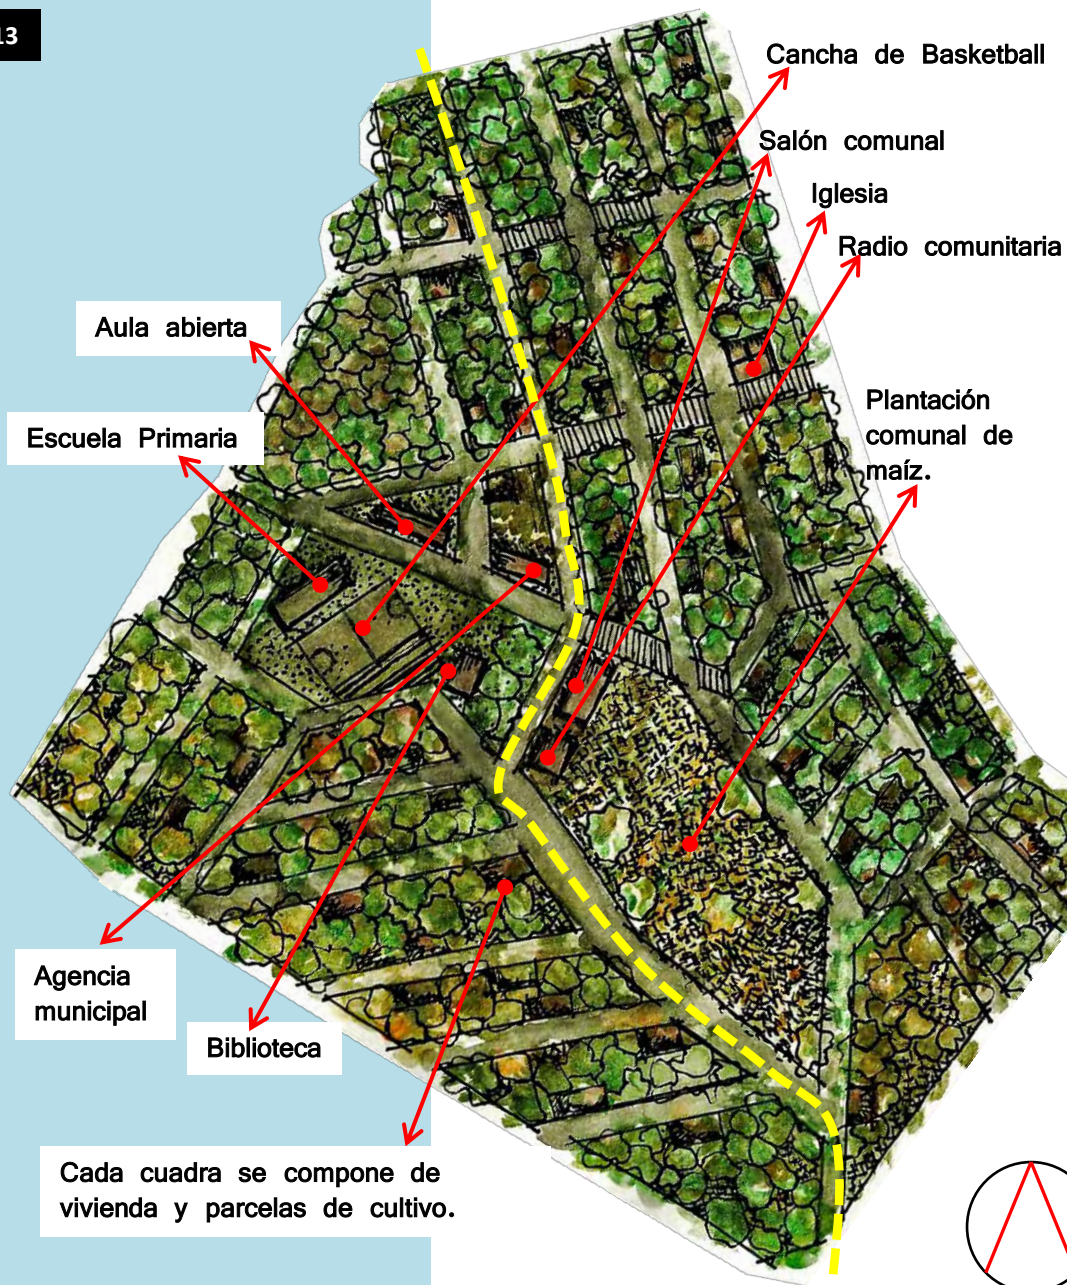 13
Cancha de Basketball
Salón comunal
Iglesia
Radio comunitaria
Aula abierta
Plantación
comunal de
maíz.
Escuela Primaria
Agencia
municipal
Biblioteca
Cada cuadra se compone de
vivienda y parcelas de cultivo.